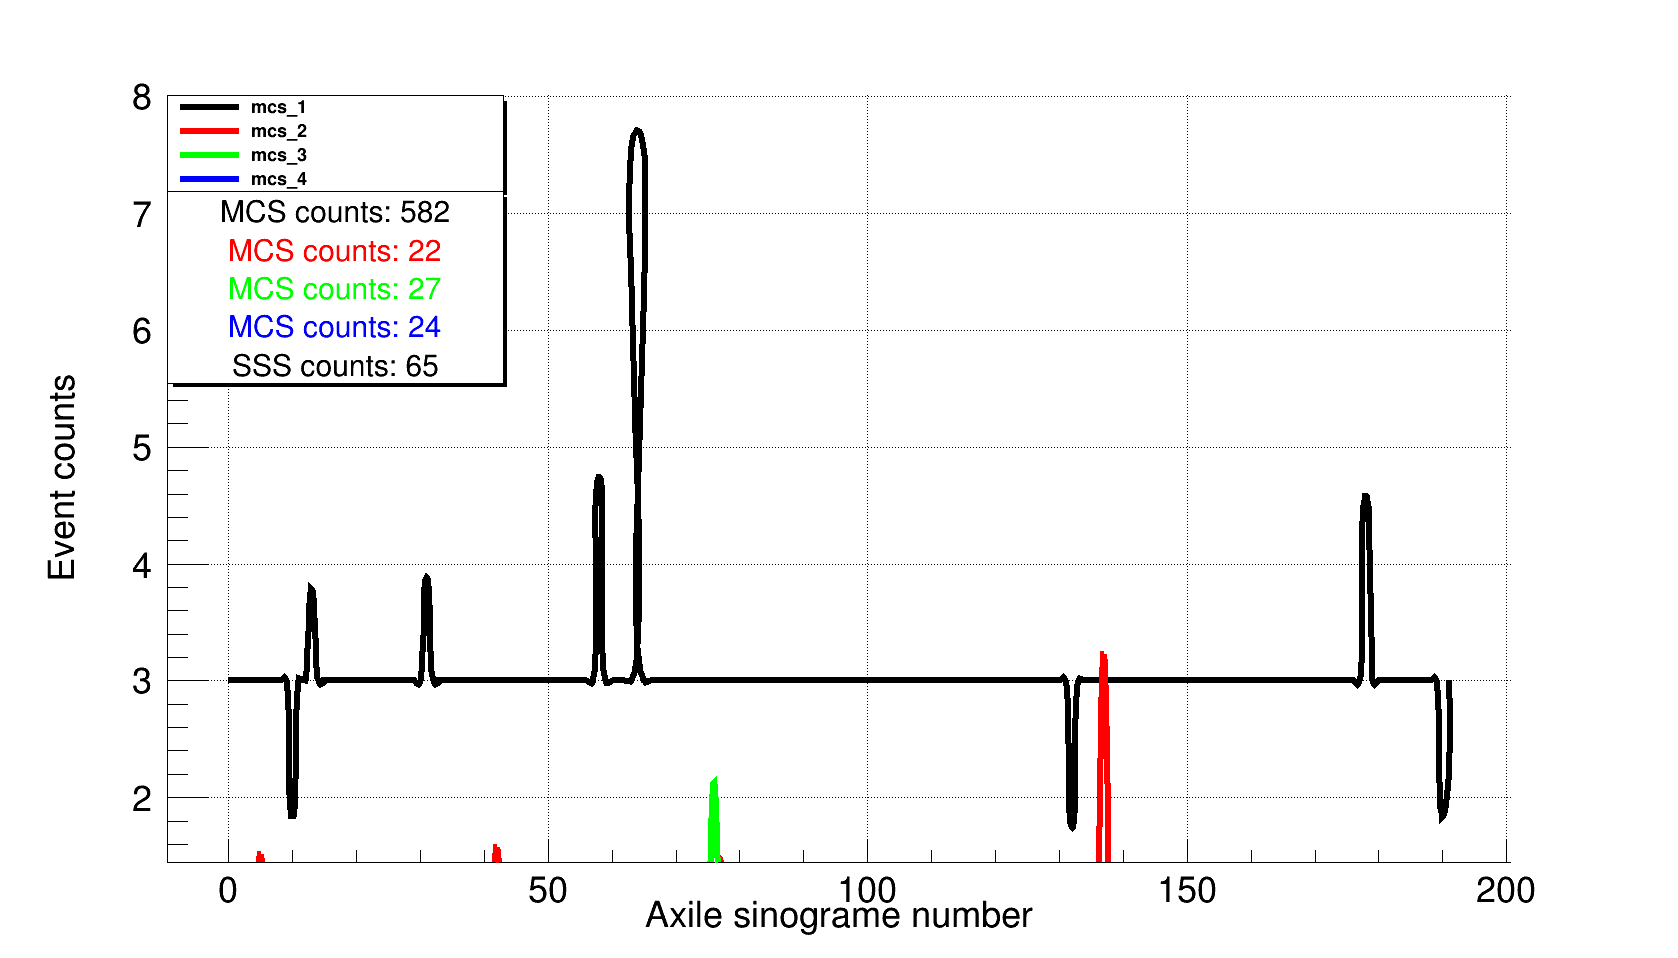 8
mcs_1
mcs_2
mcs_3
mcs_4
7
MCS counts: 582
MCS counts: 22
MCS counts: 27
6
MCS counts: 24
SSS counts: 65
5
Event counts
4
3
2
0 50 100 150 200
Axile sinograme number